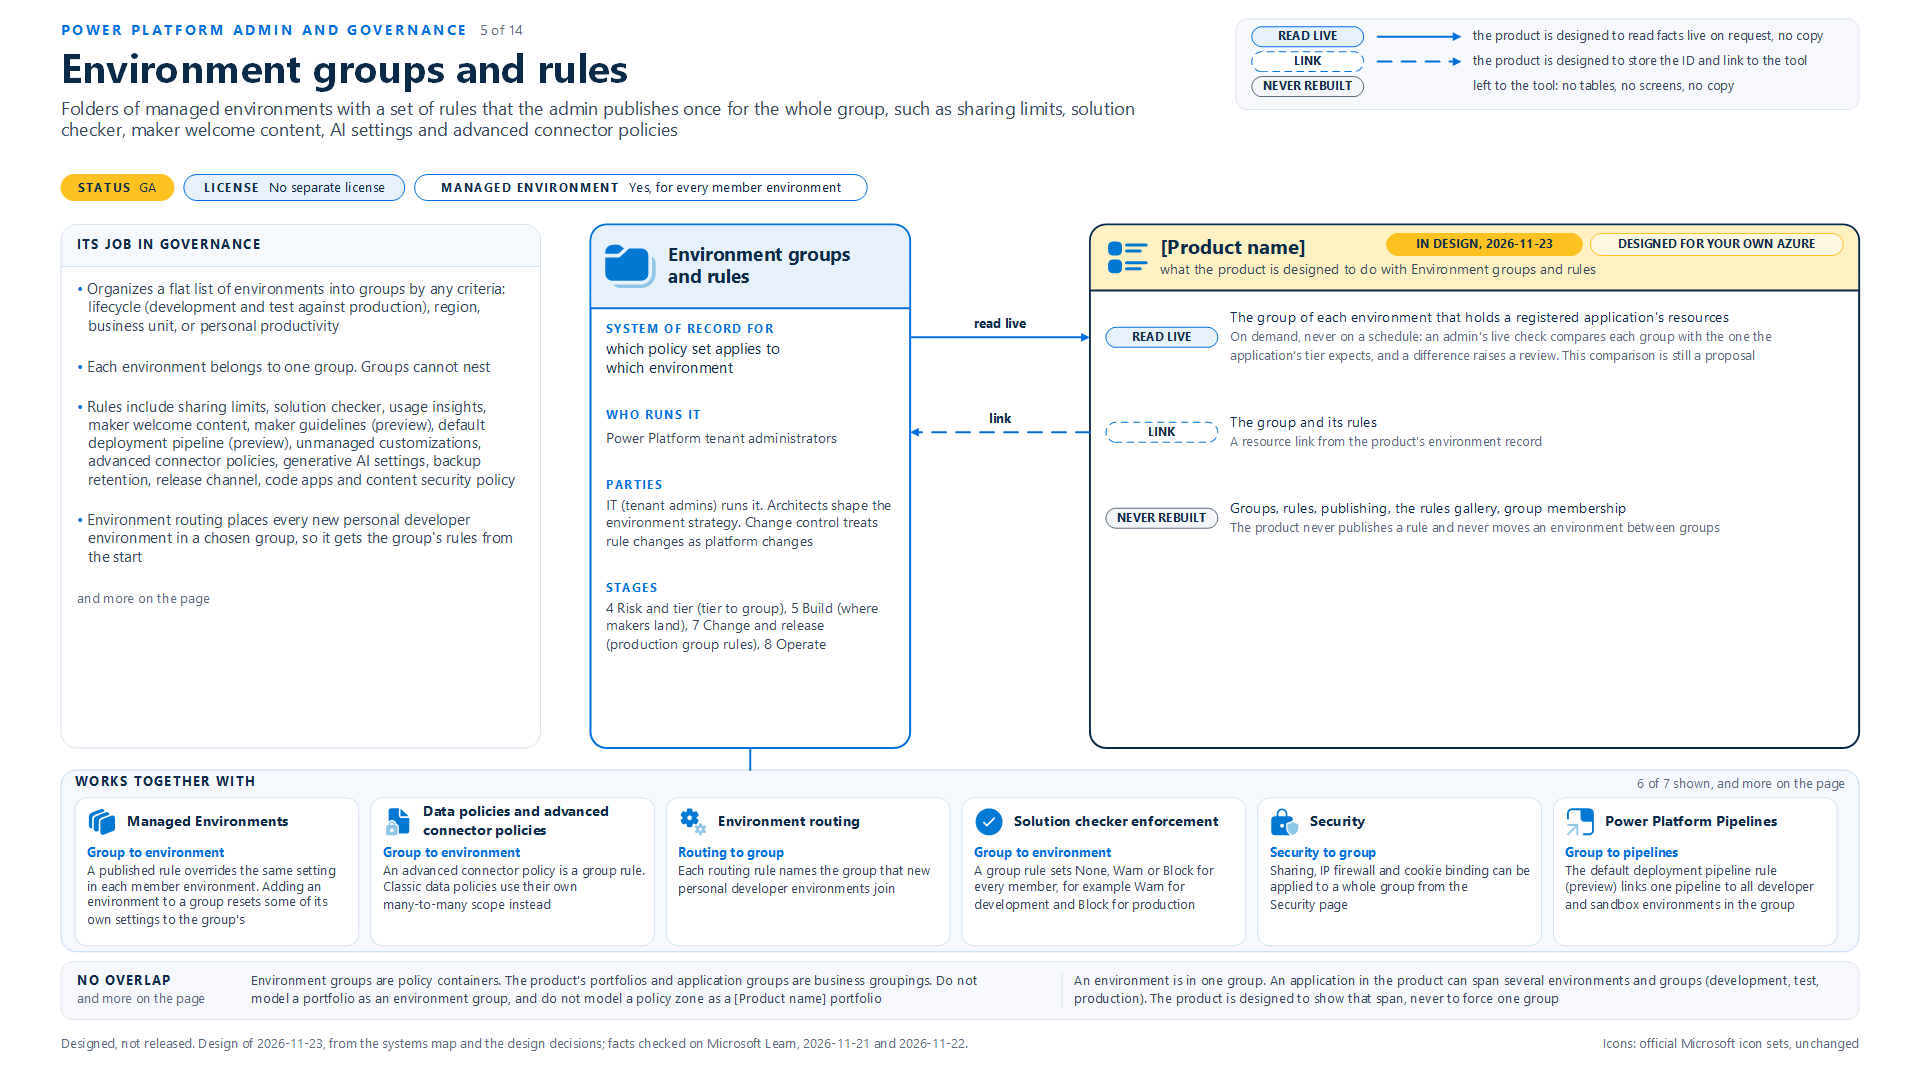 POWER PLATFORM ADMIN AND GOVERNANCE 5 of 14
Environment groups and rules
Folders of managed environments with a set of rules that the admin publishes once for the whole group, such as sharing limits, solution
checker, maker welcome content, AI settings and advanced connector policies
READ LIVE the product is designed to read facts live on request, no copy
LINK the product is designed to store the ID and link to the tool
NEVER REBUILT left to the tool: no tables, no screens, no copy
STATUS GA
LICENSE No separate license
MANAGED ENVIRONMENT Yes, for every member environment
ITS JOB IN GOVERNANCE
• Organizes a flat list of environments into groups by any criteria:
lifecycle (development and test against production), region,
business unit, or personal productivity
• Each environment belongs to one group. Groups cannot nest
• Rules include sharing limits, solution checker, usage insights,
maker welcome content, maker guidelines (preview), default
deployment pipeline (preview), unmanaged customizations,
advanced connector policies, generative AI settings, backup
retention, release channel, code apps and content security policy
• Environment routing places every new personal developer
environment in a chosen group, so it gets the group's rules from
the start
and more on the page
Environment groups
and rules
SYSTEM OF RECORD FOR
which policy set applies to
which environment
WHO RUNS IT
Power Platform tenant administrators
PARTIES
IT (tenant admins) runs it. Architects shape the
environment strategy. Change control treats
rule changes as platform changes
STAGES
4 Risk and tier (tier to group), 5 Build (where
makers land), 7 Change and release
(production group rules), 8 Operate
read live
link
[Product name]
IN DESIGN, 2026-11-23
DESIGNED FOR YOUR OWN AZURE
what the product is designed to do with Environment groups and rules
READ LIVE
The group of each environment that holds a registered application's resources
On demand, never on a schedule: an admin's live check compares each group with the one the
application's tier expects, and a difference raises a review. This comparison is still a proposal
LINK
The group and its rules
A resource link from the product's environment record
NEVER REBUILT
Groups, rules, publishing, the rules gallery, group membership
The product never publishes a rule and never moves an environment between groups
WORKS TOGETHER WITH
6 of 7 shown, and more on the page
Managed Environments
Group to environment
A published rule overrides the same setting
in each member environment. Adding an
environment to a group resets some of its
own settings to the group's
Data policies and advanced
connector policies
Group to environment
An advanced connector policy is a group rule.
Classic data policies use their own
many-to-many scope instead
Environment routing
Routing to group
Each routing rule names the group that new
personal developer environments join
Solution checker enforcement
Group to environment
A group rule sets None, Warn or Block for
every member, for example Warn for
development and Block for production
Security
Security to group
Sharing, IP firewall and cookie binding can be
applied to a whole group from the
Security page
Power Platform Pipelines
Group to pipelines
The default deployment pipeline rule
(preview) links one pipeline to all developer
and sandbox environments in the group
NO OVERLAP
and more on the page
Environment groups are policy containers. The product's portfolios and application groups are business groupings. Do not
model a portfolio as an environment group, and do not model a policy zone as a [Product name] portfolio
An environment is in one group. An application in the product can span several environments and groups (development, test,
production). The product is designed to show that span, never to force one group
Designed, not released. Design of 2026-11-23, from the systems map and the design decisions; facts checked on Microsoft Learn, 2026-11-21 and 2026-11-22.
Icons: official Microsoft icon sets, unchanged